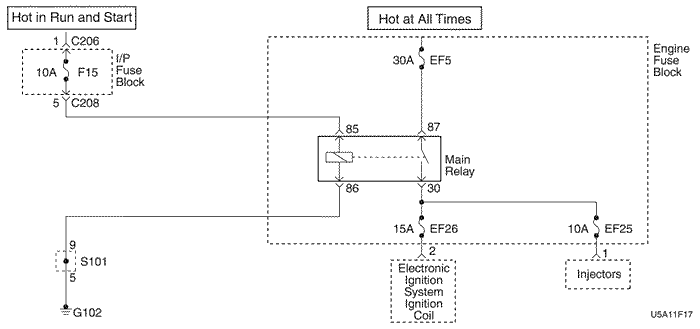 Hot in Run and Start
Hot at All Times
1 C206
I/P
Fuse
Block
10A F15
5 C208
Engine
Fuse
Block
30A EF5
85
87
Main
Relay
86
30
15A EF26
10A EF25
9
S101
5
G102
2
1
Electronic
Ignition
System
Ignition
Coil
Injectors
U5A11F17